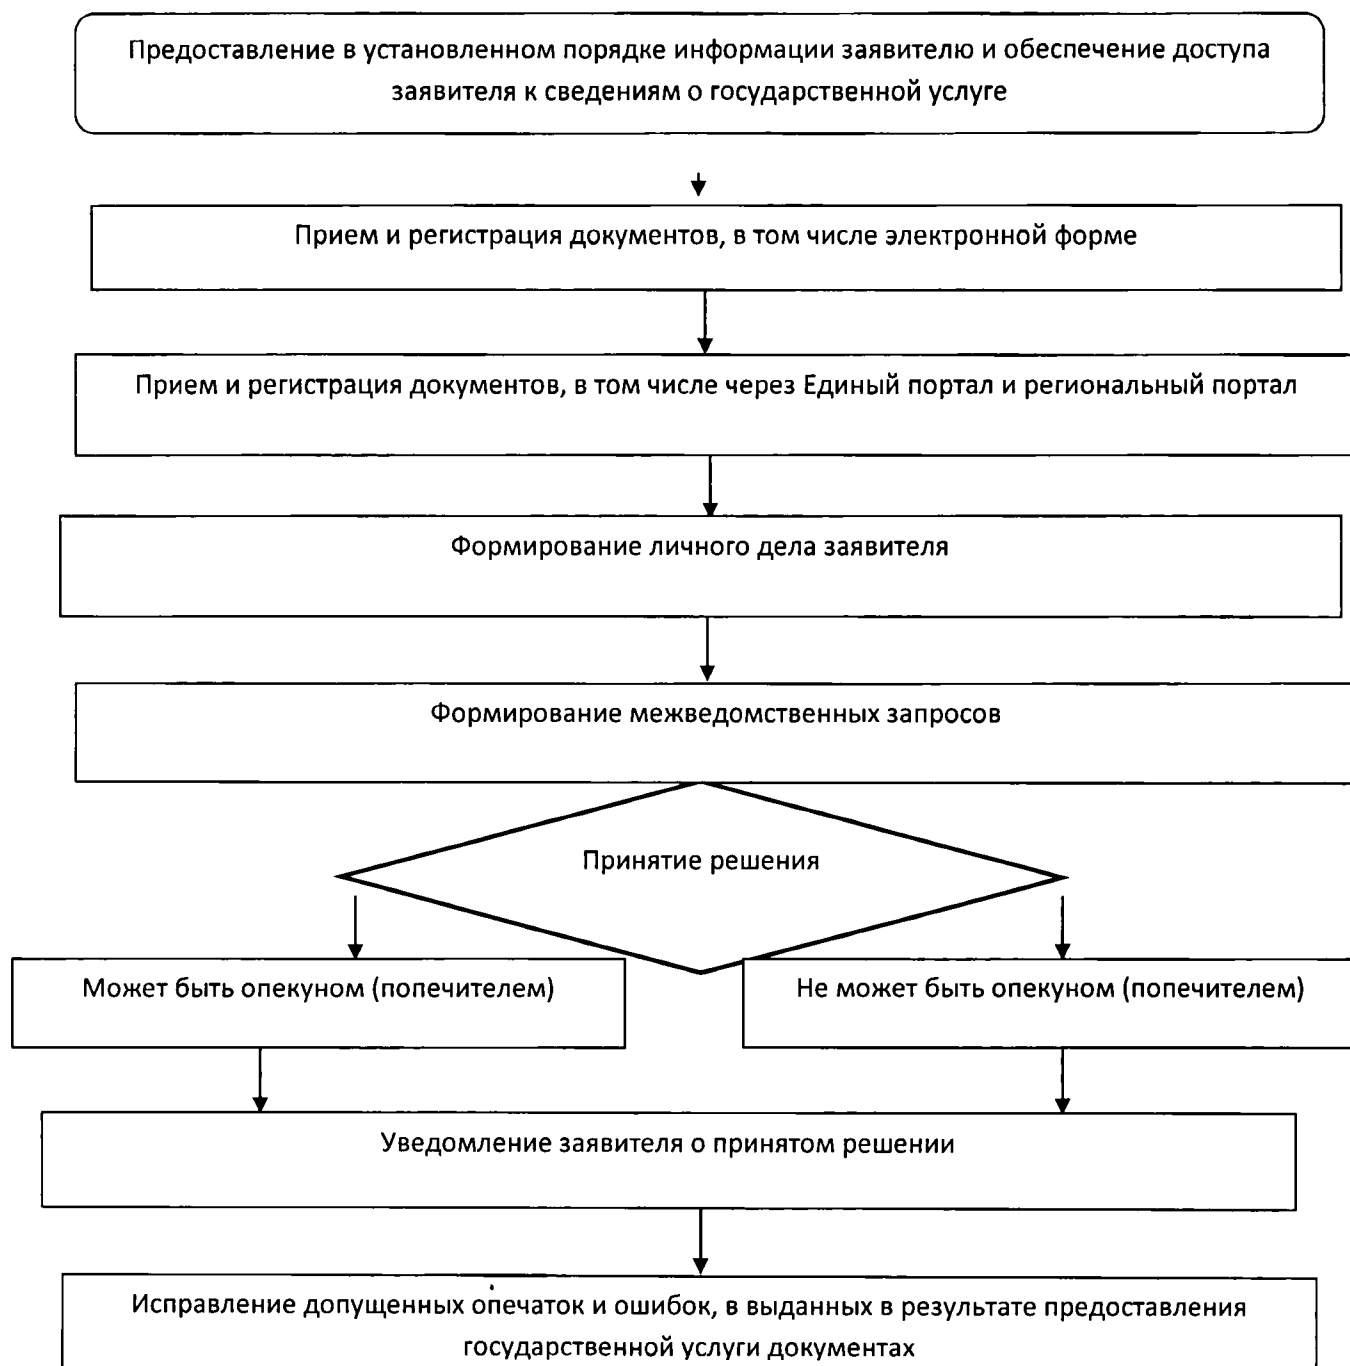 Предоставление в установленном порядке информации заявителю и обеспечение доступа
заявителя к сведениям о государственной услуге
Прием и регистрация документов, в том числе электронной форме
Прием и регистрация документов, в том числе через Единый портал и региональный портал
Формирование личного дела заявителя
Формирование межведомственных запросов
Принятие решения
Может быть опекуном (попечителем)
Не может быть опекуном (попечителем)
Уведомление заявителя о принятом решении
Исправление допущенных опечаток и ошибок, в выданных в результате предоставления
государственной услуги документах